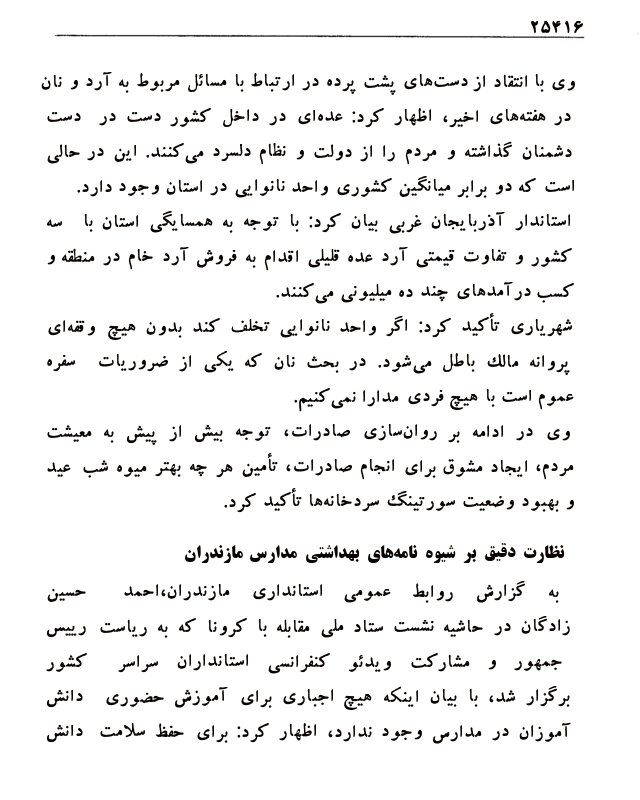 ۲۵۴۱۶
وی با انتقاد از دست‌های پشت پرده در ارتباط با مسائل مربوط به آرد و نان
در هفته‌های اخیر، اظهار کرد: عده‌ای در داخل کشور دست در دست
دشمنان گذاشته و مردم را از دولت و نظام دلسرد می‌کنند. این در حالی
است که دو برابر میانگین کشوری واحد نانوایی در استان وجود دارد.
استاندار آذربایجان غربی بیان کرد: با توجه به همسایگی استان با سه
کشور و تفاوت قیمتی آرد عده قلیلی اقدام به فروش آرد خام در منطقه و
کسب درآمدهای چند ده میلیونی می‌کنند.
شهریاری تأکید کرد: اگر واحد نانوایی تخلف کند بدون هیچ وقفه‌ای
پروانه مالک باطل می‌شود. در بحث نان که یکی از ضروریات سفره
عموم است با هیچ فردی مدارا نمی‌کنیم.
وی در ادامه بر روان‌سازی صادرات، توجه بیش از پیش به معیشت
مردم، ایجاد مشوق برای انجام صادرات، تأمین هر چه بهتر میوه شب عید
و بهبود وضعیت سورتینگ سردخانه‌ها تأکید کرد.
نظارت دقیق بر شیوه نامه‌های بهداشتی مدارس مازندران
به گزارش روابط عمومی استانداری مازندران،احمد حسین
زادگان در حاشیه نشست ستاد ملی مقابله با کرونا که به ریاست رییس
جمهور و مشارکت ویدئو کنفرانسی استانداران سراسر کشور
برگزار شد، با بیان اینکه هیچ اجباری برای آموزش حضوری دانش
آموزان در مدارس وجود ندارد، اظهار کرد: برای حفظ سلامت دانش